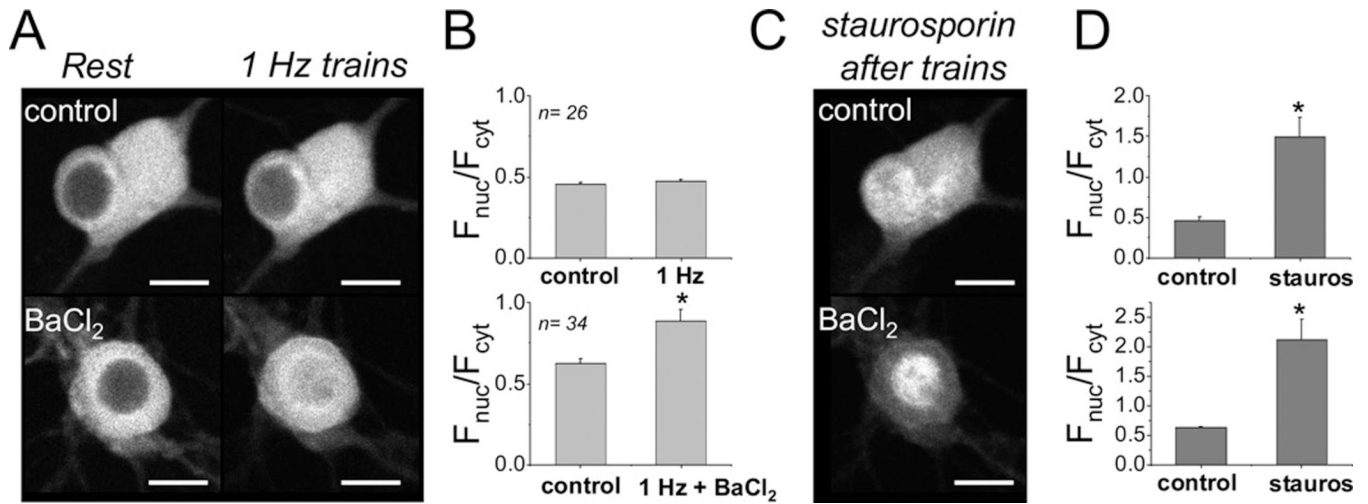 A
Rest
1 Hz trains
control
BaCl2
B
Fnuc/Fcyt
1.0
0.5
0.0
n= 26
control
1 Hz
Fnuc/Fcyt
1.0
0.5
0.0
n= 34
*
control
1 Hz + BaCl2
C
staurosporin
after trains
control
BaCl2
D
Fnuc/Fcyt
2.0
1.5
1.0
0.5
0.0
*
control
stauros
Fnuc/Fcyt
2.5
2.0
1.5
1.0
0.5
0.0
*
control
stauros